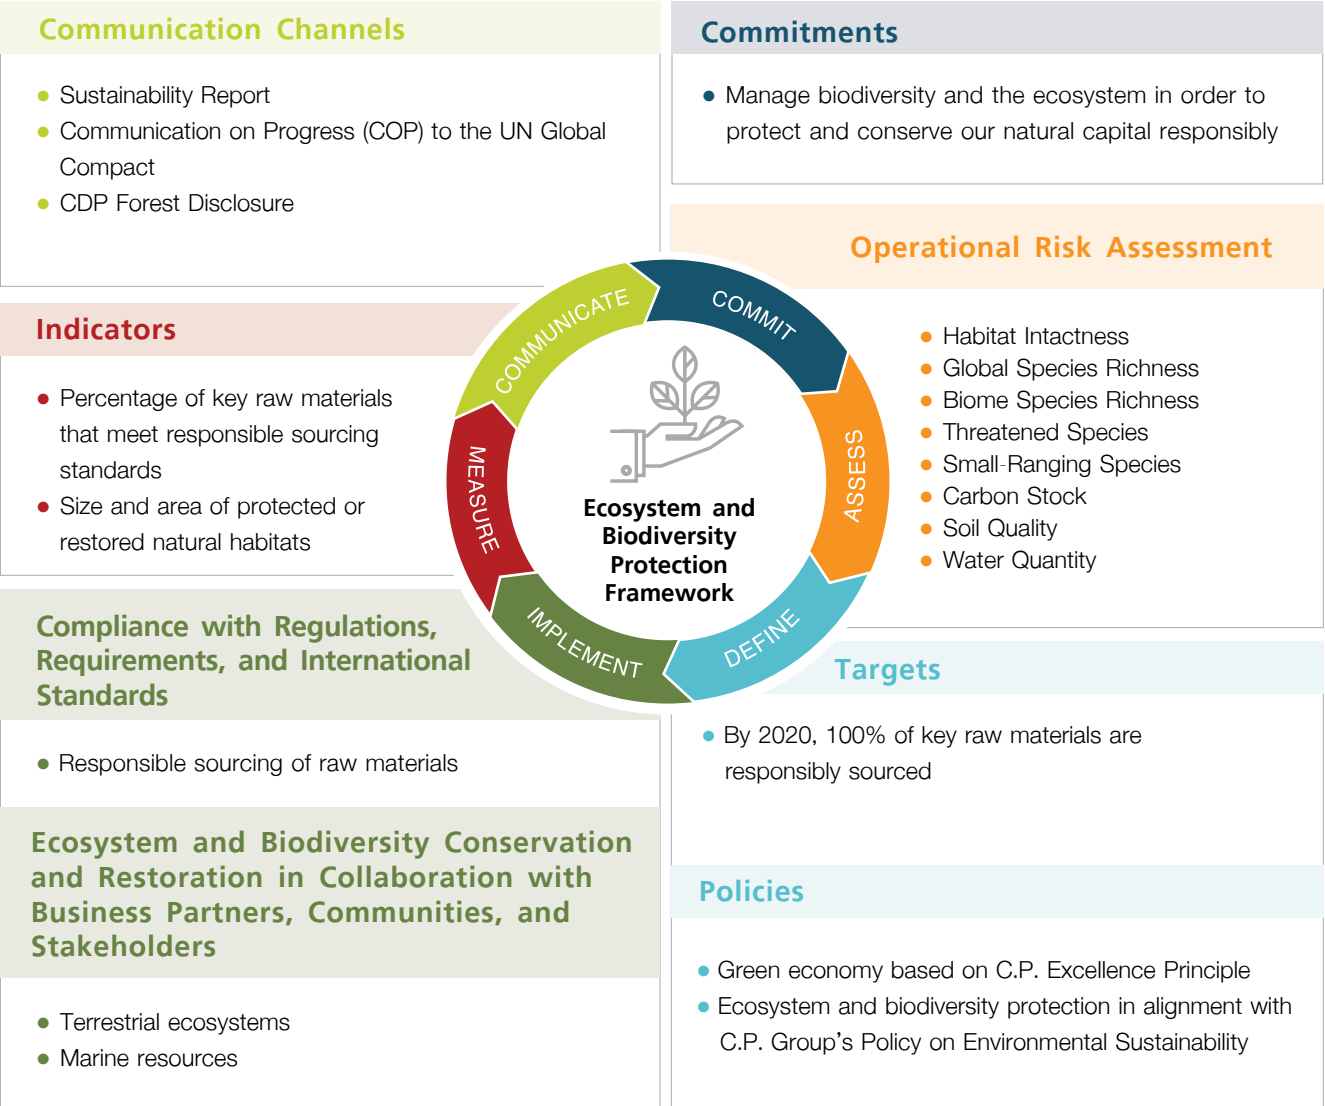 Communication Channels
• Sustainability Report
• Communication on Progress (COP) to the UN Global
Compact
• CDP Forest Disclosure
Commitments
• Manage biodiversity and the ecosystem in order to
protect and conserve our natural capital responsibly
Operational Risk Assessment
• Habitat Intactness
• Global Species Richness
• Biome Species Richness
• Threatened Species
• Small-Ranging Species
• Carbon Stock
• Soil Quality
• Water Quantity
Indicators
• Percentage of key raw materials
that meet responsible sourcing
standards
• Size and area of protected or
restored natural habitats
COMMUNICATE
COMMIT
ASSESS
DEFINE
IMPLEMENT
MEASURE
Ecosystem and
Biodiversity
Protection
Framework
Compliance with Regulations,
Requirements, and International
Standards
• Responsible sourcing of raw materials
Targets
• By 2020, 100% of key raw materials are
responsibly sourced
Ecosystem and Biodiversity Conservation
and Restoration in Collaboration with
Business Partners, Communities, and
Stakeholders
• Terrestrial ecosystems
• Marine resources
Policies
• Green economy based on C.P. Excellence Principle
• Ecosystem and biodiversity protection in alignment with
C.P. Group's Policy on Environmental Sustainability